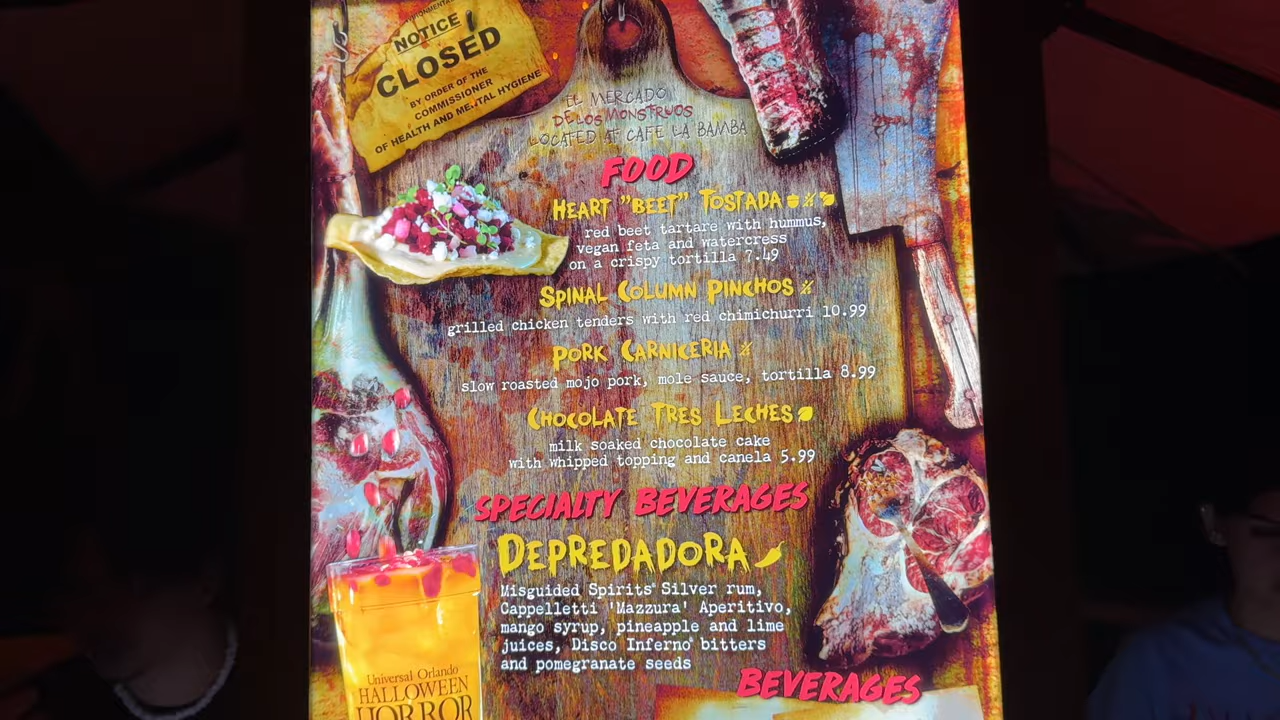 NOTICE
CLOSED
BY ORDER OF THE
COMMISSIONER
OF HEALTH AND MENTAL HYGIENE
EL MERCADO
DE LOS MONSTRUOS
LOCATED AT CAFE LA BAMBA
FOOD
HEART "BEET" TOSTADA
red beet tartare with hummus,
vegan feta and watercress
on a crispy tortilla 7.49
SPINAL COLUMN PINCHOS
grilled chicken tenders with red chimichurri 10.99
PORK CARNICERIA
slow roasted mojo pork, mole sauce, tortilla 8.99
CHOCOLATE TRES LECHES
milk soaked chocolate cake
with whipped topping and canela 5.99
SPECIALTY BEVERAGES
DEPREDADORA
Misguided Spirits® Silver rum,
Cappelletti 'Mazzura' Aperitivo,
mango syrup, pineapple and lime
juices, Disco Inferno® bitters
and pomegranate seeds
Universal Orlando
HALLOWEEN
HORROR
BEVERAGES